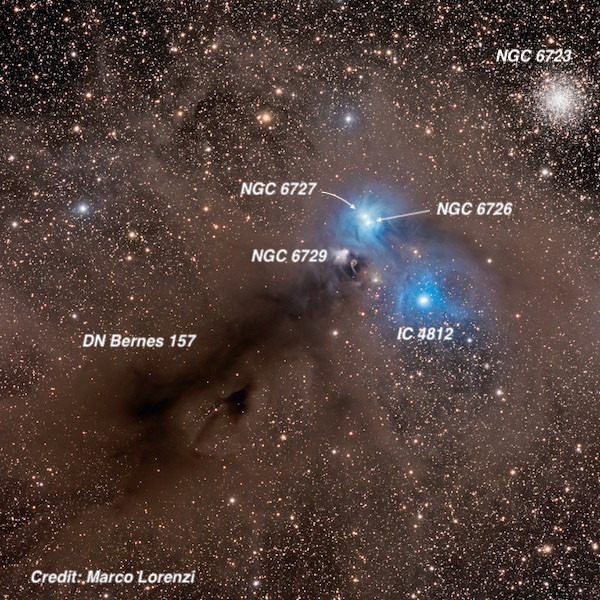 NGC 6723
NGC 6727
NGC 6726
NGC 6729
IC 4812
DN Bernes 157
Credit: Marco Lorenzi